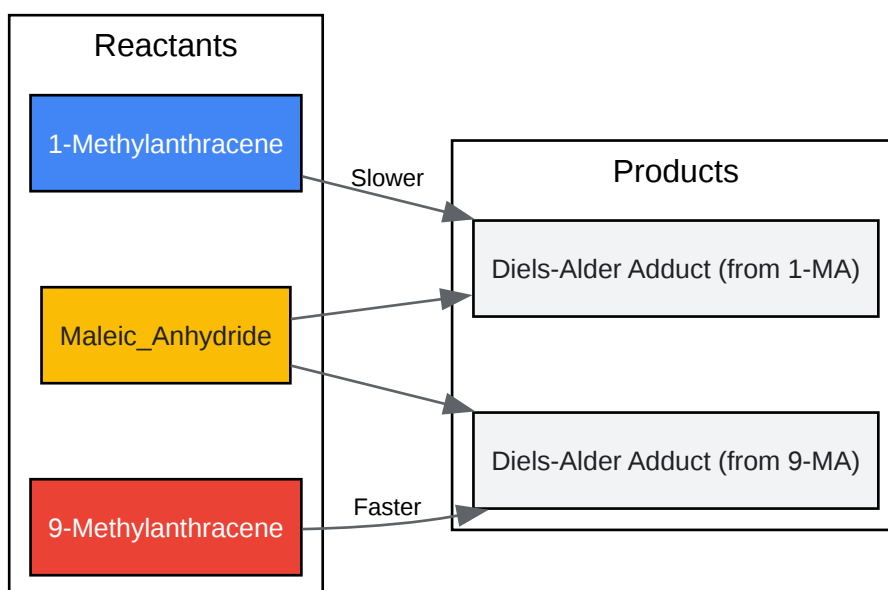 Reactants
1-Methylanthracene
Slower
Products
Diels-Alder Adduct (from 1-MA)
Maleic_Anhydride
Diels-Alder Adduct (from 9-MA)
9-Methylanthracene
Faster